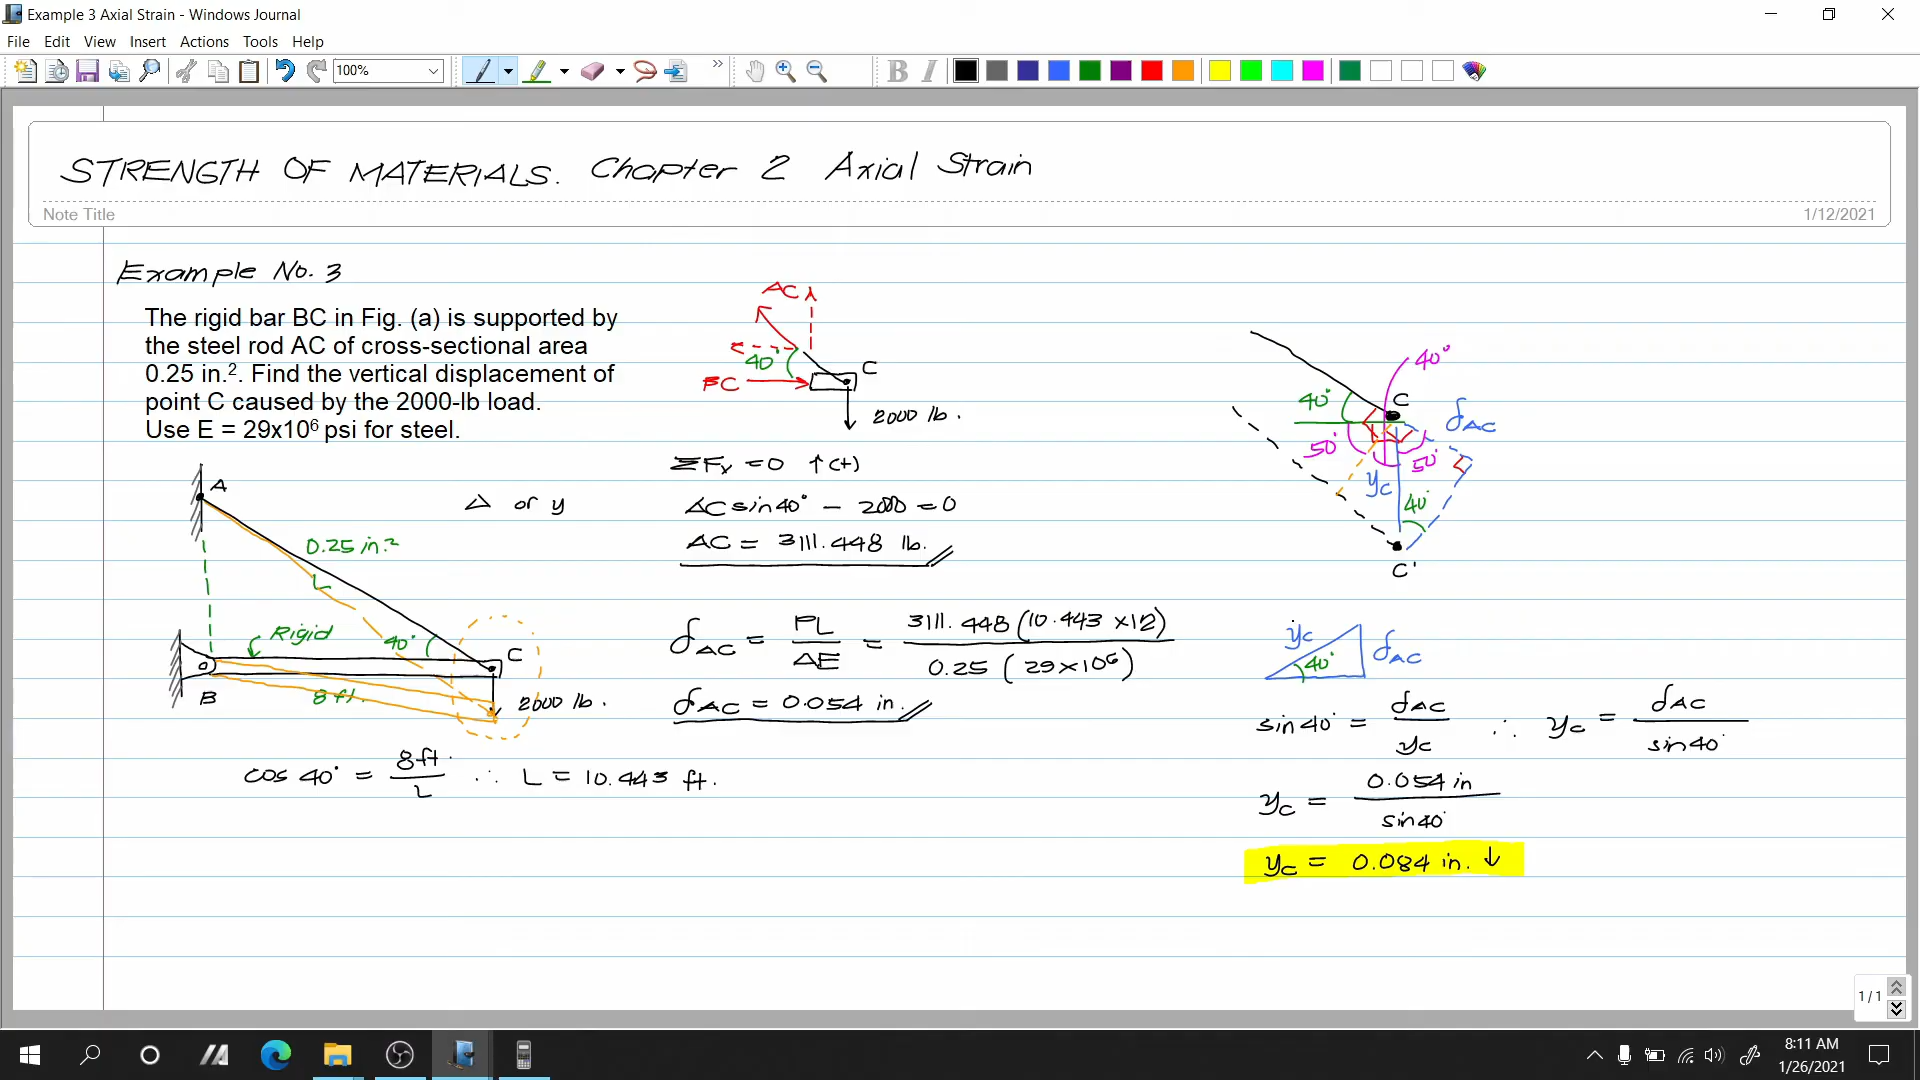 Example 3 Axial Strain - Windows Journal
File Edit View Insert Actions Tools Help
100%
B I
STRENGTH OF MATERIALS. Chapter 2 Axial Strain
Note Title
1/12/2021
Example No. 3
The rigid bar BC in Fig. (a) is supported by
the steel rod AC of cross-sectional area
0.25 in.². Find the vertical displacement of
point C caused by the 2000-lb load.
Use E = 29x10⁶ psi for steel.
A
0.25 in.²
L
Rigid
40°
C
B
8 ft.
2000 lb.
Δ or y
cos 40° = 8ft. / L ∴ L = 10.443 ft.
AC
40°
C
BC
2000 lb.
ΣFy = 0 ↑(+)
AC sin40° - 2000 = 0
AC = 3111.448 lb.
δAC = PL / AE = 3111.448 (10.443 x12) / 0.25 (29x10⁶)
δAC = 0.054 in.
40°
40°
C
δAC
50°
50°
yc
40°
C'
yc
40°
δAC
sin40° = δAC / yc ∴ yc = δAC / sin40°
yc = 0.054 in / sin40°
yc = 0.084 in. ↓
1 / 1
8:11 AM
1/26/2021